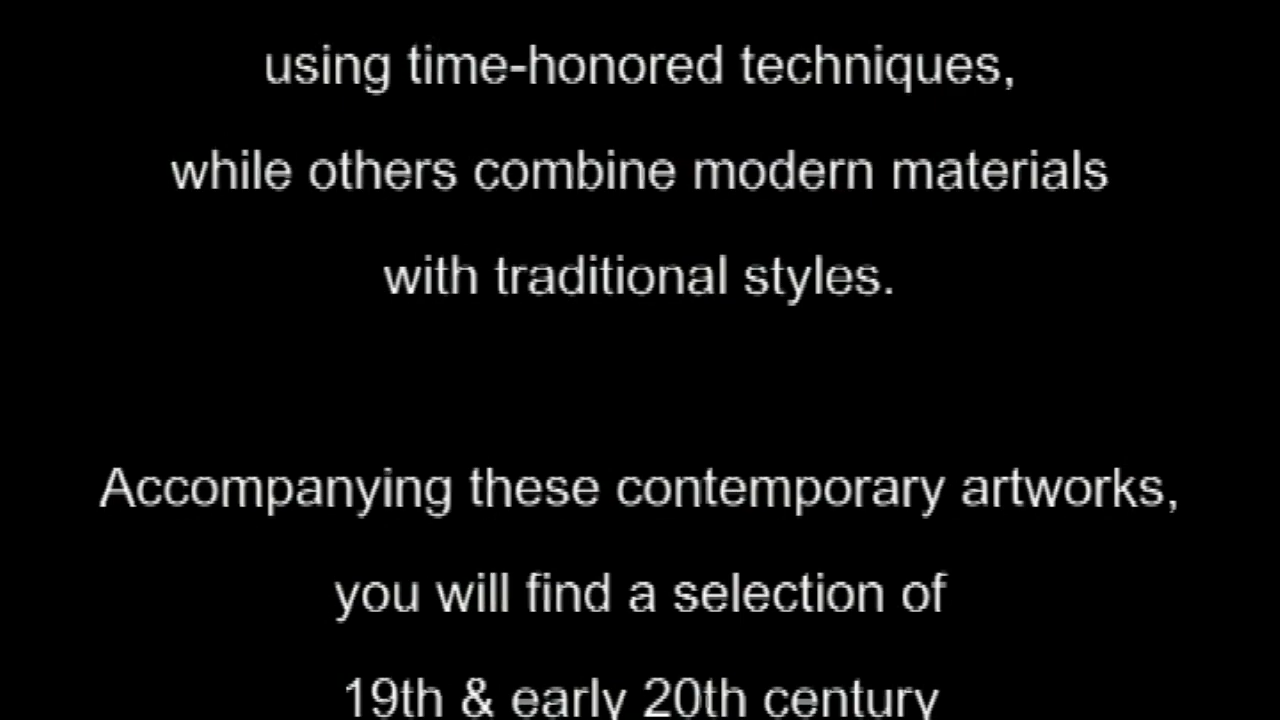 using time-honored techniques,
while others combine modern materials
with traditional styles.
Accompanying these contemporary artworks,
you will find a selection of
19th & early 20th century